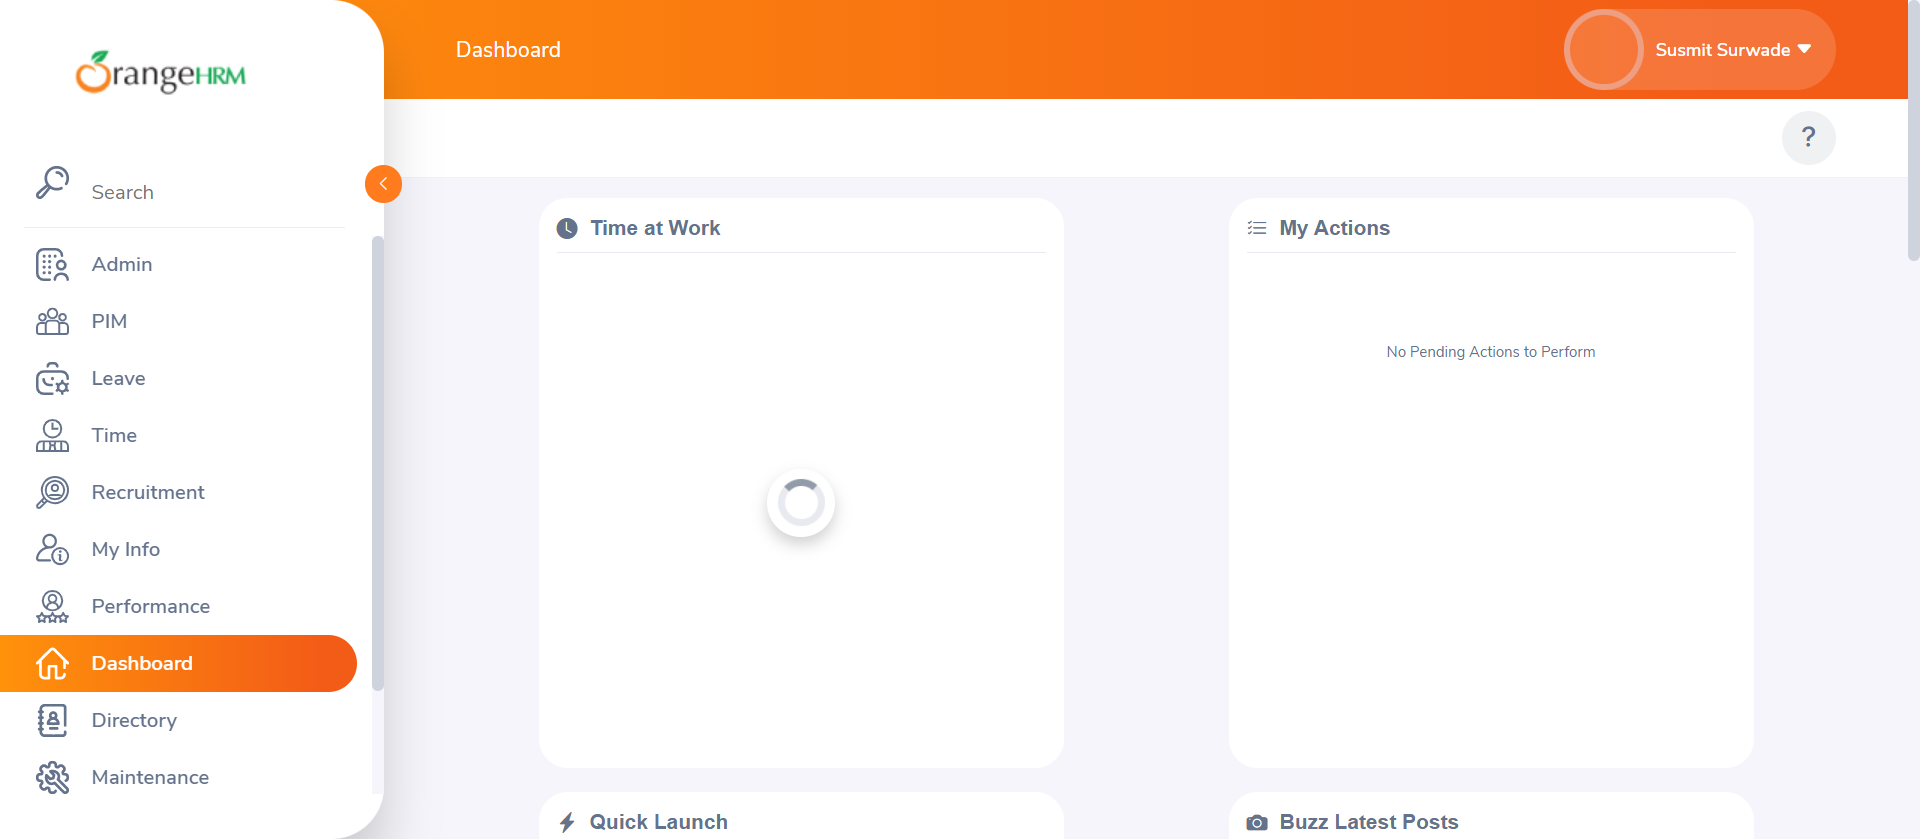 OrangeHRM
Dashboard
Susmit Surwade
?
Search
Admin
PIM
Leave
Time
Recruitment
My Info
Performance
Dashboard
Directory
Maintenance
Time at Work
My Actions
No Pending Actions to Perform
Quick Launch
Buzz Latest Posts